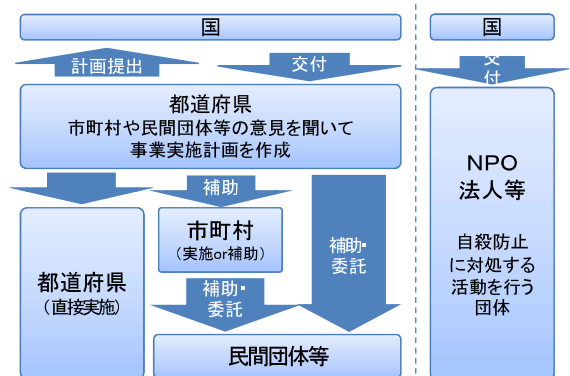 国
計画提出
交付
都道府県
市町村や民間団体等の意見を聞いて
事業実施計画を作成
補助
市町村
（実施or補助）
都道府県
（直接実施）
補助・
委託
補助・
委託
民間団体等
国
交
付
NPO
法人等
自殺防止
に対処する
活動を行う
団体